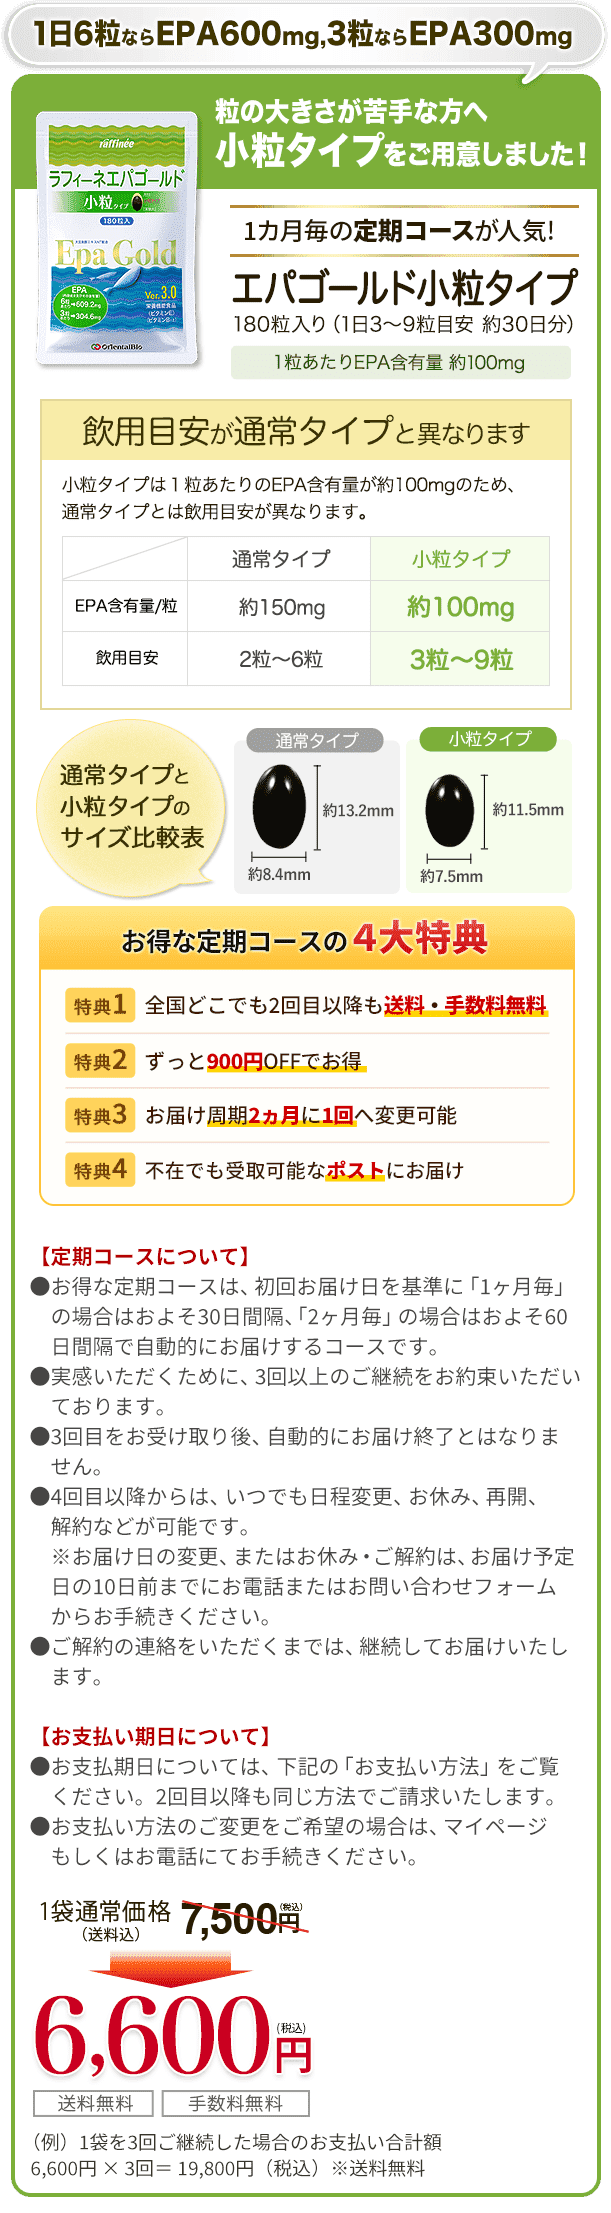 1日6粒ならEPA600mg,3粒ならEPA300mg
粒の大きさが苦手な方へ
小粒タイプをご用意しました!
raffinée
ラフィーネエパゴールド
小粒タイプ
180粒入
Epa Gold
EPA
6粒 609.2mg
3粒 304.6mg
Ver.3.0
栄養機能食品
OrientalBio
1カ月毎の定期コースが人気!
エパゴールド小粒タイプ
180粒入り（1日3〜9粒目安 約30日分）
1粒あたりEPA含有量 約100mg
飲用目安が通常タイプと異なります
小粒タイプは１粒あたりのEPA含有量が約100mgのため、
通常タイプとは飲用目安が異なります。
通常タイプ 小粒タイプ
EPA含有量/粒 約150mg 約100mg
飲用目安 2粒〜6粒 3粒〜9粒
通常タイプと
小粒タイプの
サイズ比較表
通常タイプ
約13.2mm
約8.4mm
小粒タイプ
約11.5mm
約7.5mm
お得な定期コースの4大特典
特典1 全国どこでも2回目以降も送料・手数料無料
特典2 ずっと900円OFFでお得
特典3 お届け周期2ヵ月に1回へ変更可能
特典4 不在でも受取可能なポストにお届け
【定期コースについて】
●お得な定期コースは、初回お届け日を基準に「1ヶ月毎」
の場合はおよそ30日間隔、「2ヶ月毎」の場合はおよそ60
日間隔で自動的にお届けするコースです。
●実感いただくために、3回以上のご継続をお約束いただい
ております。
●3回目をお受け取り後、自動的にお届け終了とはなりま
せん。
●4回目以降からは、いつでも日程変更、お休み、再開、
解約などが可能です。
※お届け日の変更、またはお休み・ご解約は、お届け予定
日の10日前までにお電話またはお問い合わせフォーム
からお手続きください。
●ご解約の連絡をいただくまでは、継続してお届けいたし
ます。
【お支払い期日について】
●お支払期日については、下記の「お支払い方法」をご覧
ください。2回目以降も同じ方法でご請求いたします。
●お支払い方法のご変更をご希望の場合は、マイページ
もしくはお電話にてお手続きください。
1袋通常価格 7,500円(税込)
（送料込）
6,600円(税込)
送料無料 手数料無料
（例）1袋を3回ご継続した場合のお支払い合計額
6,600円 × 3回＝ 19,800円（税込）※送料無料